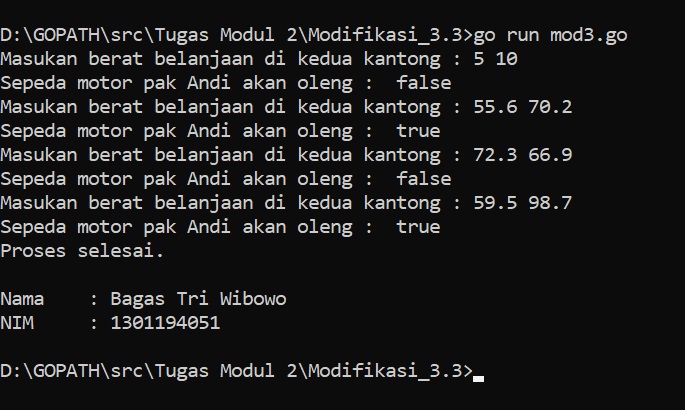 D:\GOPATH\src\Tugas Modul 2\Modifikasi_3.3>go run mod3.go
Masukan berat belanjaan di kedua kantong : 5 10
Sepeda motor pak Andi akan oleng :  false
Masukan berat belanjaan di kedua kantong : 55.6 70.2
Sepeda motor pak Andi akan oleng :  true
Masukan berat belanjaan di kedua kantong : 72.3 66.9
Sepeda motor pak Andi akan oleng :  false
Masukan berat belanjaan di kedua kantong : 59.5 98.7
Sepeda motor pak Andi akan oleng :  true
Proses selesai.
Nama    : Bagas Tri Wibowo
NIM     : 1301194051
D:\GOPATH\src\Tugas Modul 2\Modifikasi_3.3>